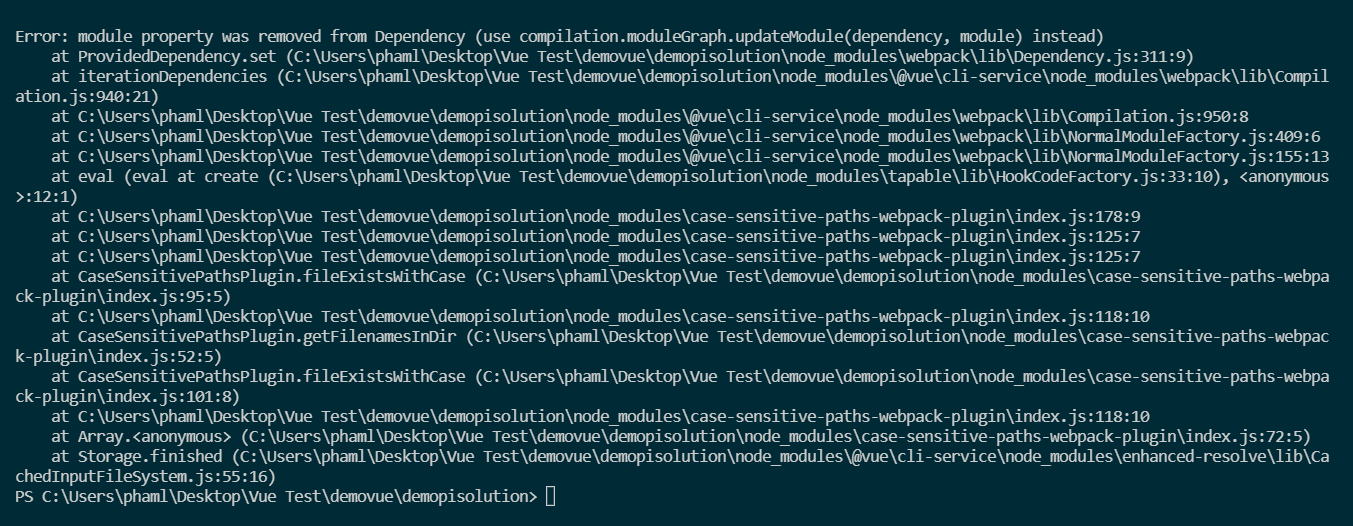 Error: module property was removed from Dependency (use compilation.moduleGraph.updateModule(dependency, module) instead)
    at ProvidedDependency.set (C:\Users\phaml\Desktop\Vue Test\demovue\demopisolution\node_modules\webpack\lib\Dependency.js:311:9)
    at iterationDependencies (C:\Users\phaml\Desktop\Vue Test\demovue\demopisolution\node_modules\@vue\cli-service\node_modules\webpack\lib\Compil
ation.js:940:21)
    at C:\Users\phaml\Desktop\Vue Test\demovue\demopisolution\node_modules\@vue\cli-service\node_modules\webpack\lib\Compilation.js:950:8
    at C:\Users\phaml\Desktop\Vue Test\demovue\demopisolution\node_modules\@vue\cli-service\node_modules\webpack\lib\NormalModuleFactory.js:409:6
    at C:\Users\phaml\Desktop\Vue Test\demovue\demopisolution\node_modules\@vue\cli-service\node_modules\webpack\lib\NormalModuleFactory.js:155:13
    at eval (eval at create (C:\Users\phaml\Desktop\Vue Test\demovue\demopisolution\node_modules\tapable\lib\HookCodeFactory.js:33:10), <anonymous
>:12:1)
    at C:\Users\phaml\Desktop\Vue Test\demovue\demopisolution\node_modules\case-sensitive-paths-webpack-plugin\index.js:178:9
    at C:\Users\phaml\Desktop\Vue Test\demovue\demopisolution\node_modules\case-sensitive-paths-webpack-plugin\index.js:125:7
    at C:\Users\phaml\Desktop\Vue Test\demovue\demopisolution\node_modules\case-sensitive-paths-webpack-plugin\index.js:125:7
    at CaseSensitivePathsPlugin.fileExistsWithCase (C:\Users\phaml\Desktop\Vue Test\demovue\demopisolution\node_modules\case-sensitive-paths-webpa
ck-plugin\index.js:95:5)
    at C:\Users\phaml\Desktop\Vue Test\demovue\demopisolution\node_modules\case-sensitive-paths-webpack-plugin\index.js:118:10
    at CaseSensitivePathsPlugin.getFilenamesInDir (C:\Users\phaml\Desktop\Vue Test\demovue\demopisolution\node_modules\case-sensitive-paths-webpac
k-plugin\index.js:52:5)
    at CaseSensitivePathsPlugin.fileExistsWithCase (C:\Users\phaml\Desktop\Vue Test\demovue\demopisolution\node_modules\case-sensitive-paths-webpa
ck-plugin\index.js:101:8)
    at C:\Users\phaml\Desktop\Vue Test\demovue\demopisolution\node_modules\case-sensitive-paths-webpack-plugin\index.js:118:10
    at Array.<anonymous> (C:\Users\phaml\Desktop\Vue Test\demovue\demopisolution\node_modules\case-sensitive-paths-webpack-plugin\index.js:72:5)
    at Storage.finished (C:\Users\phaml\Desktop\Vue Test\demovue\demopisolution\node_modules\@vue\cli-service\node_modules\enhanced-resolve\lib\Ca
chedInputFileSystem.js:55:16)
PS C:\Users\phaml\Desktop\Vue Test\demovue\demopisolution>